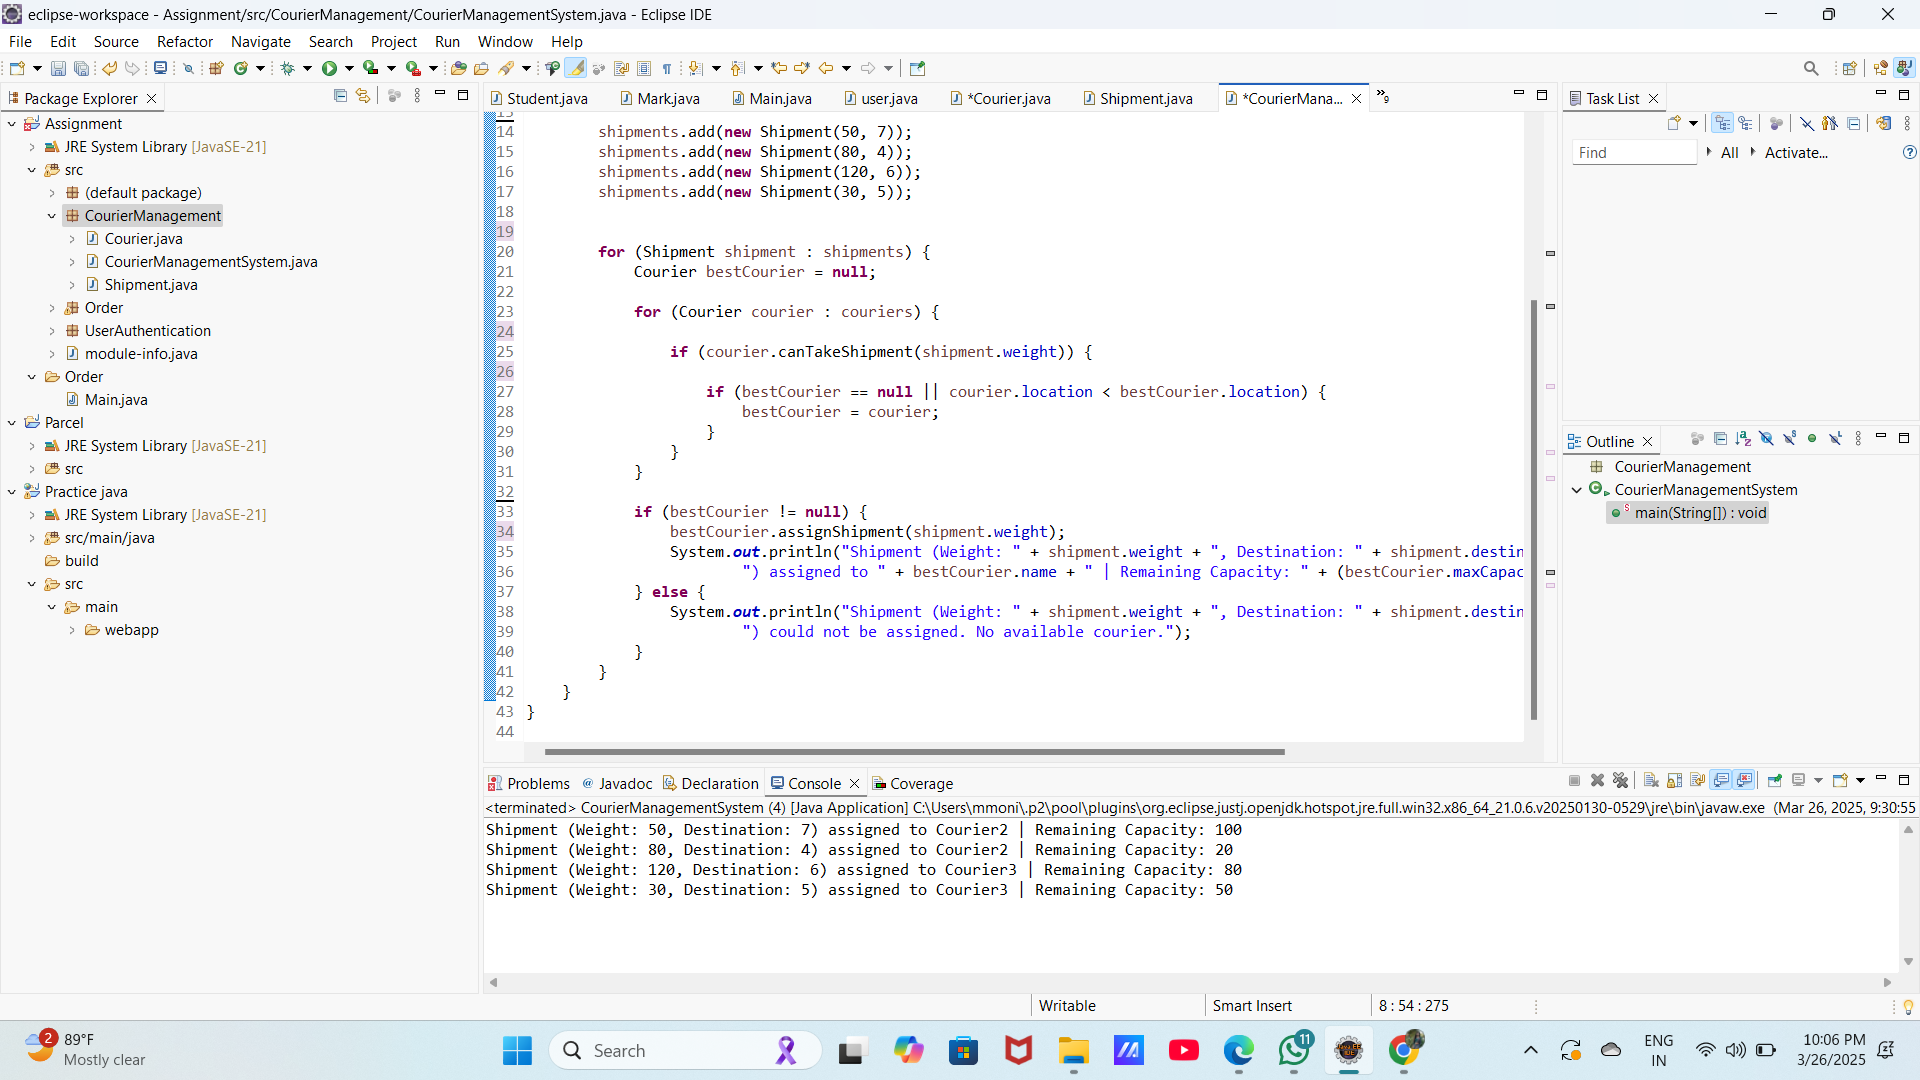 eclipse-workspace - Assignment/src/CourierManagement/CourierManagementSystem.java - Eclipse IDE
File Edit Source Refactor Navigate Search Project Run Window Help
Package Explorer
Assignment
JRE System Library [JavaSE-21]
src
(default package)
CourierManagement
Courier.java
CourierManagementSystem.java
Shipment.java
Order
UserAuthentication
module-info.java
Order
Main.java
Parcel
JRE System Library [JavaSE-21]
src
Practice java
JRE System Library [JavaSE-21]
src/main/java
build
src
main
webapp
Student.java Mark.java Main.java user.java *Courier.java Shipment.java *CourierMana... »9
13
14 shipments.add(new Shipment(50, 7));
15 shipments.add(new Shipment(80, 4));
16 shipments.add(new Shipment(120, 6));
17 shipments.add(new Shipment(30, 5));
18
19
20 for (Shipment shipment : shipments) {
21 Courier bestCourier = null;
22
23 for (Courier courier : couriers) {
24
25 if (courier.canTakeShipment(shipment.weight)) {
26
27 if (bestCourier == null || courier.location < bestCourier.location) {
28 bestCourier = courier;
29 }
30 }
31 }
32
33 if (bestCourier != null) {
34 bestCourier.assignShipment(shipment.weight);
35 System.out.println("Shipment (Weight: " + shipment.weight + ", Destination: " + shipment.destin
36 ") assigned to " + bestCourier.name + " | Remaining Capacity: " + (bestCourier.maxCapac
37 } else {
38 System.out.println("Shipment (Weight: " + shipment.weight + ", Destination: " + shipment.destin
39 ") could not be assigned. No available courier.");
40 }
41 }
42 }
43 }
44
Task List
Find All Activate...
Outline
CourierManagement
CourierManagementSystem
main(String[]) : void
Problems Javadoc Declaration Console Coverage
<terminated> CourierManagementSystem (4) [Java Application] C:\Users\mmoni\.p2\pool\plugins\org.eclipse.justj.openjdk.hotspot.jre.full.win32.x86_64_21.0.6.v20250130-0529\jre\bin\javaw.exe (Mar 26, 2025, 9:30:55
Shipment (Weight: 50, Destination: 7) assigned to Courier2 | Remaining Capacity: 100
Shipment (Weight: 80, Destination: 4) assigned to Courier2 | Remaining Capacity: 20
Shipment (Weight: 120, Destination: 6) assigned to Courier3 | Remaining Capacity: 80
Shipment (Weight: 30, Destination: 5) assigned to Courier3 | Remaining Capacity: 50
Writable Smart Insert 8 : 54 : 275
2 89°F
Mostly clear
Search
11
ENG
IN
10:06 PM
3/26/2025